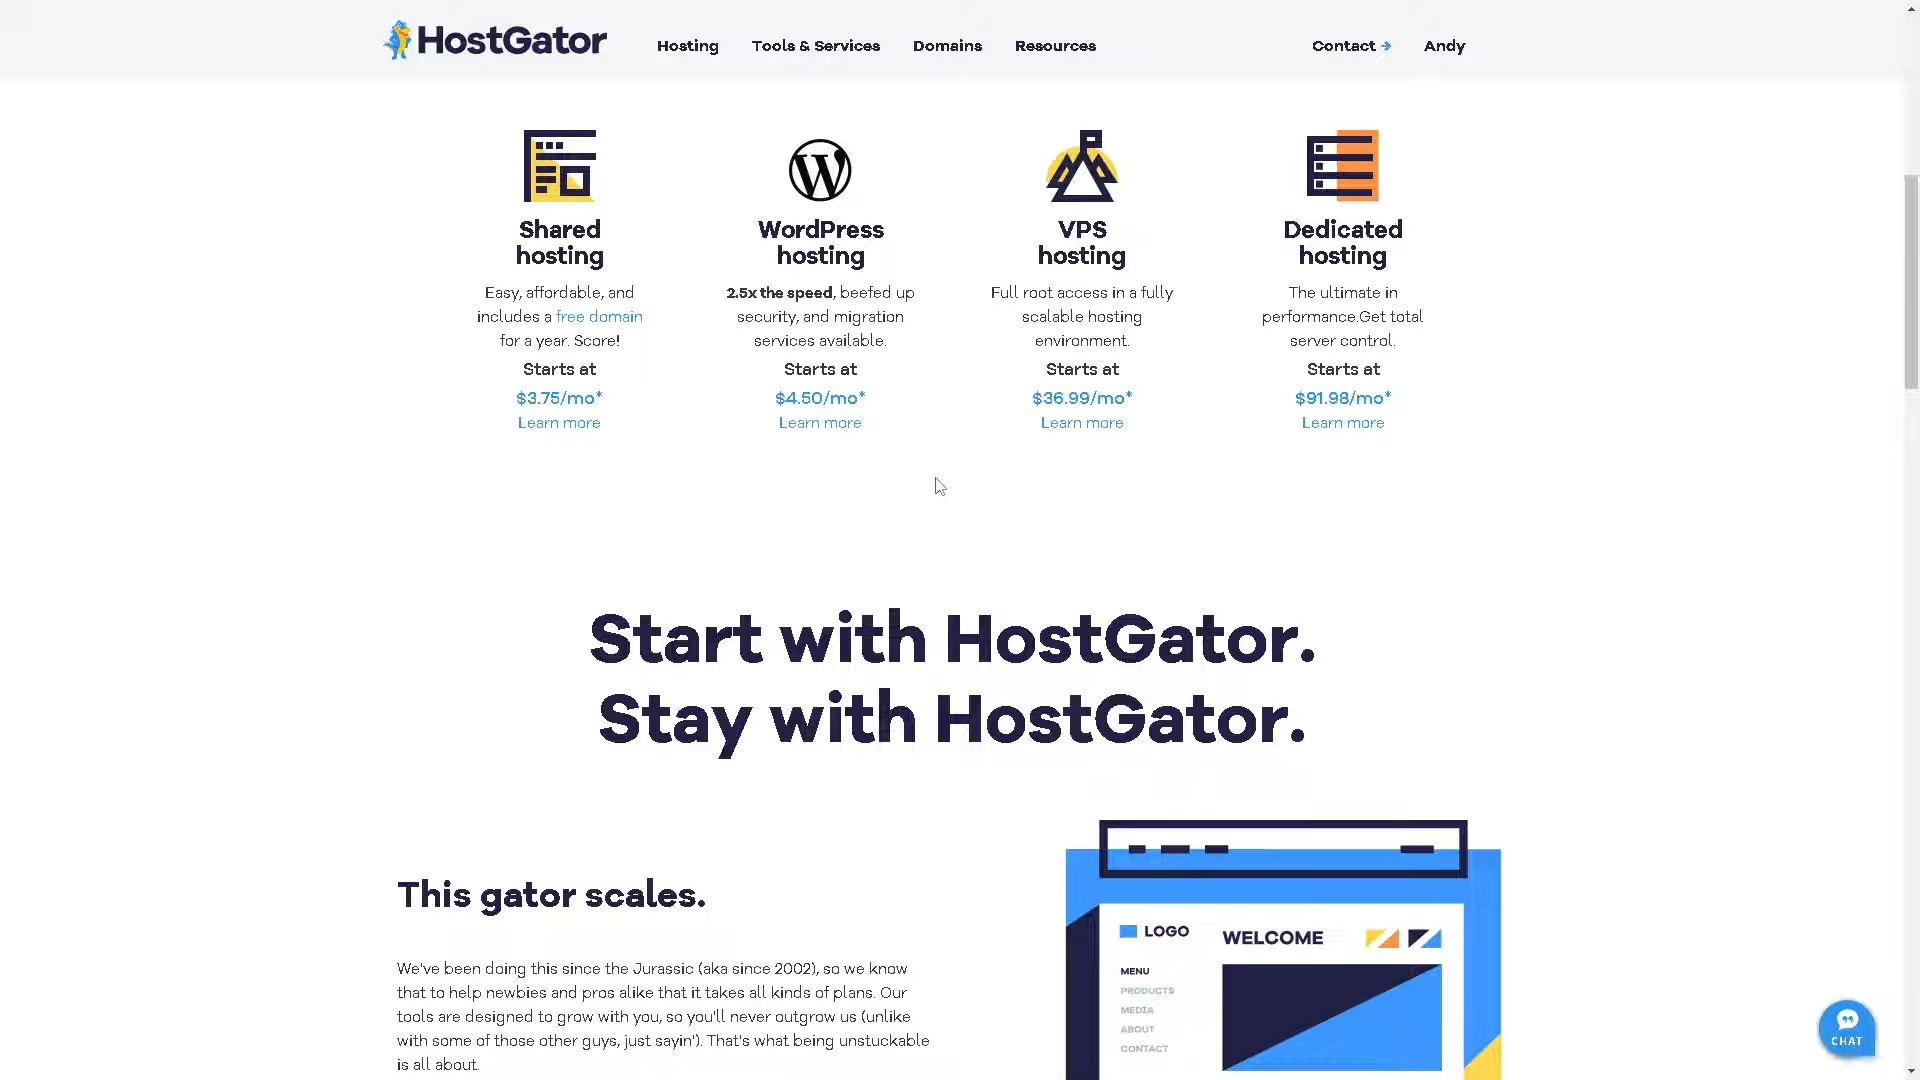 HostGator
Hosting
Tools & Services
Domains
Resources
Contact
Andy
Shared
hosting
Easy, affordable, and
includes a free domain
for a year. Score!
Starts at
$3.75/mo*
Learn more
WordPress
hosting
2.5x the speed, beefed up
security, and migration
services available.
Starts at
$4.50/mo*
Learn more
VPS
hosting
Full root access in a fully
scalable hosting
environment.
Starts at
$36.99/mo*
Learn more
Dedicated
hosting
The ultimate in
performance.Get total
server control.
Starts at
$91.98/mo*
Learn more
Start with HostGator.
Stay with HostGator.
This gator scales.
We've been doing this since the Jurassic (aka since 2002), so we know
that to help newbies and pros alike that it takes all kinds of plans. Our
tools are designed to grow with you, so you'll never outgrow us (unlike
with some of those other guys, just sayin'). That's what being unstuckable
is all about.
LOGO
WELCOME
MENU
PRODUCTS
MEDIA
ABOUT
CONTACT
CHAT